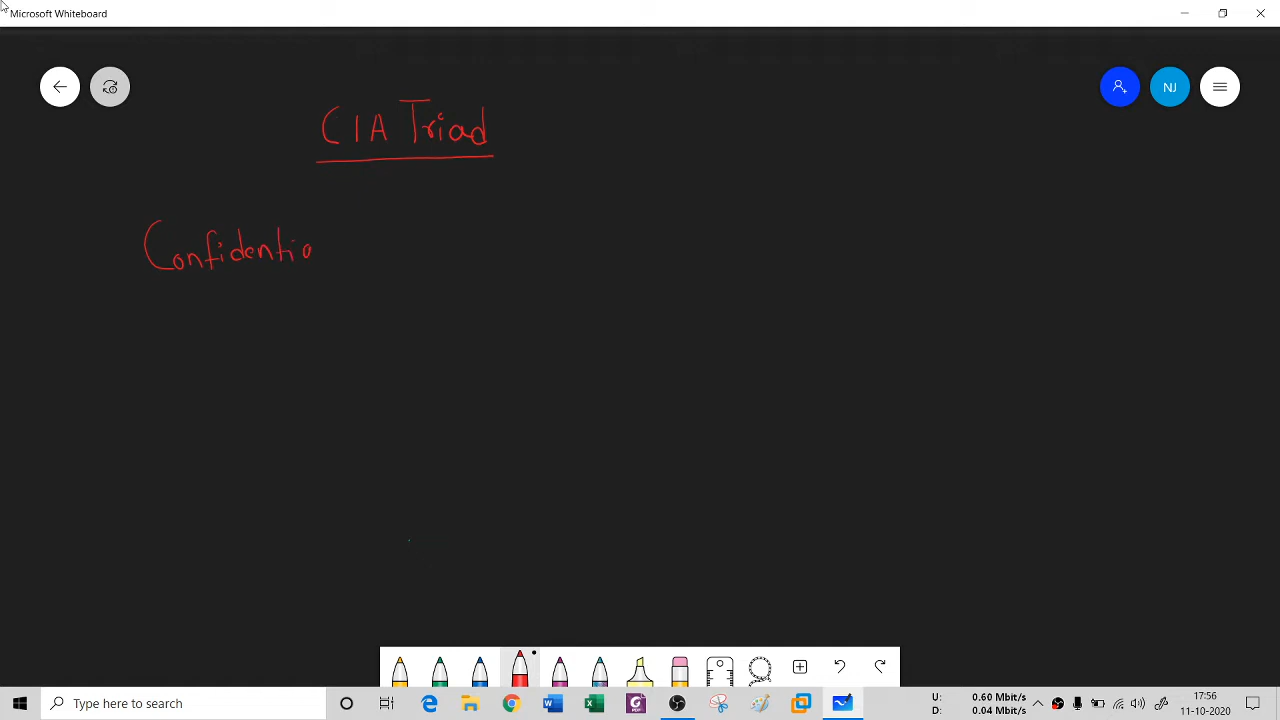 Microsoft Whiteboard
NJ
CIA Triad
Confidentia
Type here to search
U: 0.60 Mbit/s
D: 0.04 Mbit/s
17:56
11-10-2020